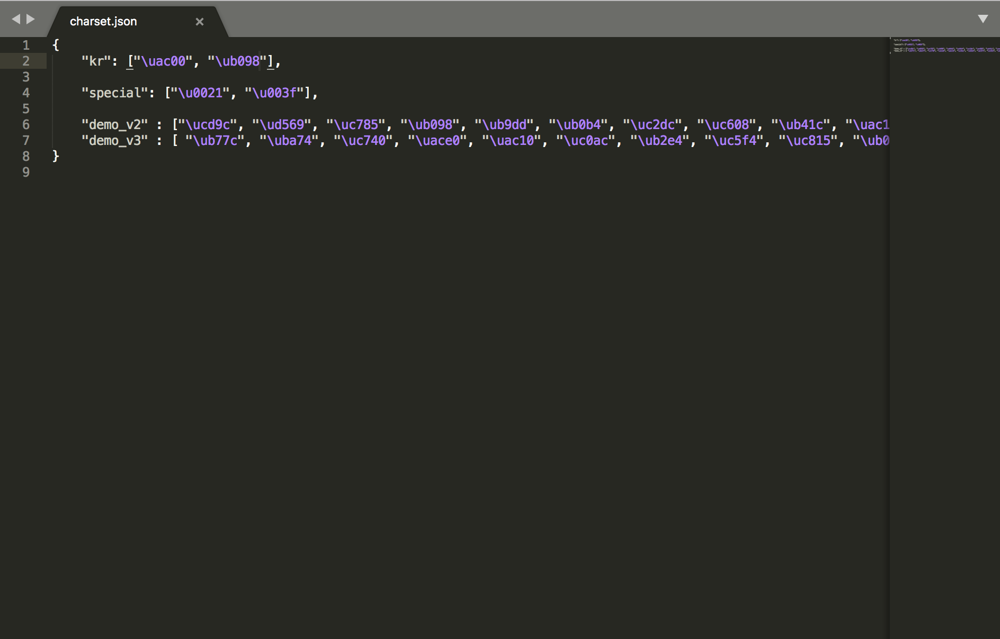 charset.json
1 {
2 "kr": ["\uac00", "\ub098"],
3
4 "special": ["\u0021", "\u003f"],
5
6 "demo_v2" : ["\ucd9c", "\ud569", "\uc785", "\ub098", "\ub9dd", "\ub0b4", "\uc2dc", "\uc608", "\ub41c", "\uac1
7 "demo_v3" : [ "\ub77c", "\uba74", "\uc740", "\uace0", "\uac10", "\uc0ac", "\ub2e4", "\uc5f4", "\uc815", "\ub0
8 }
9